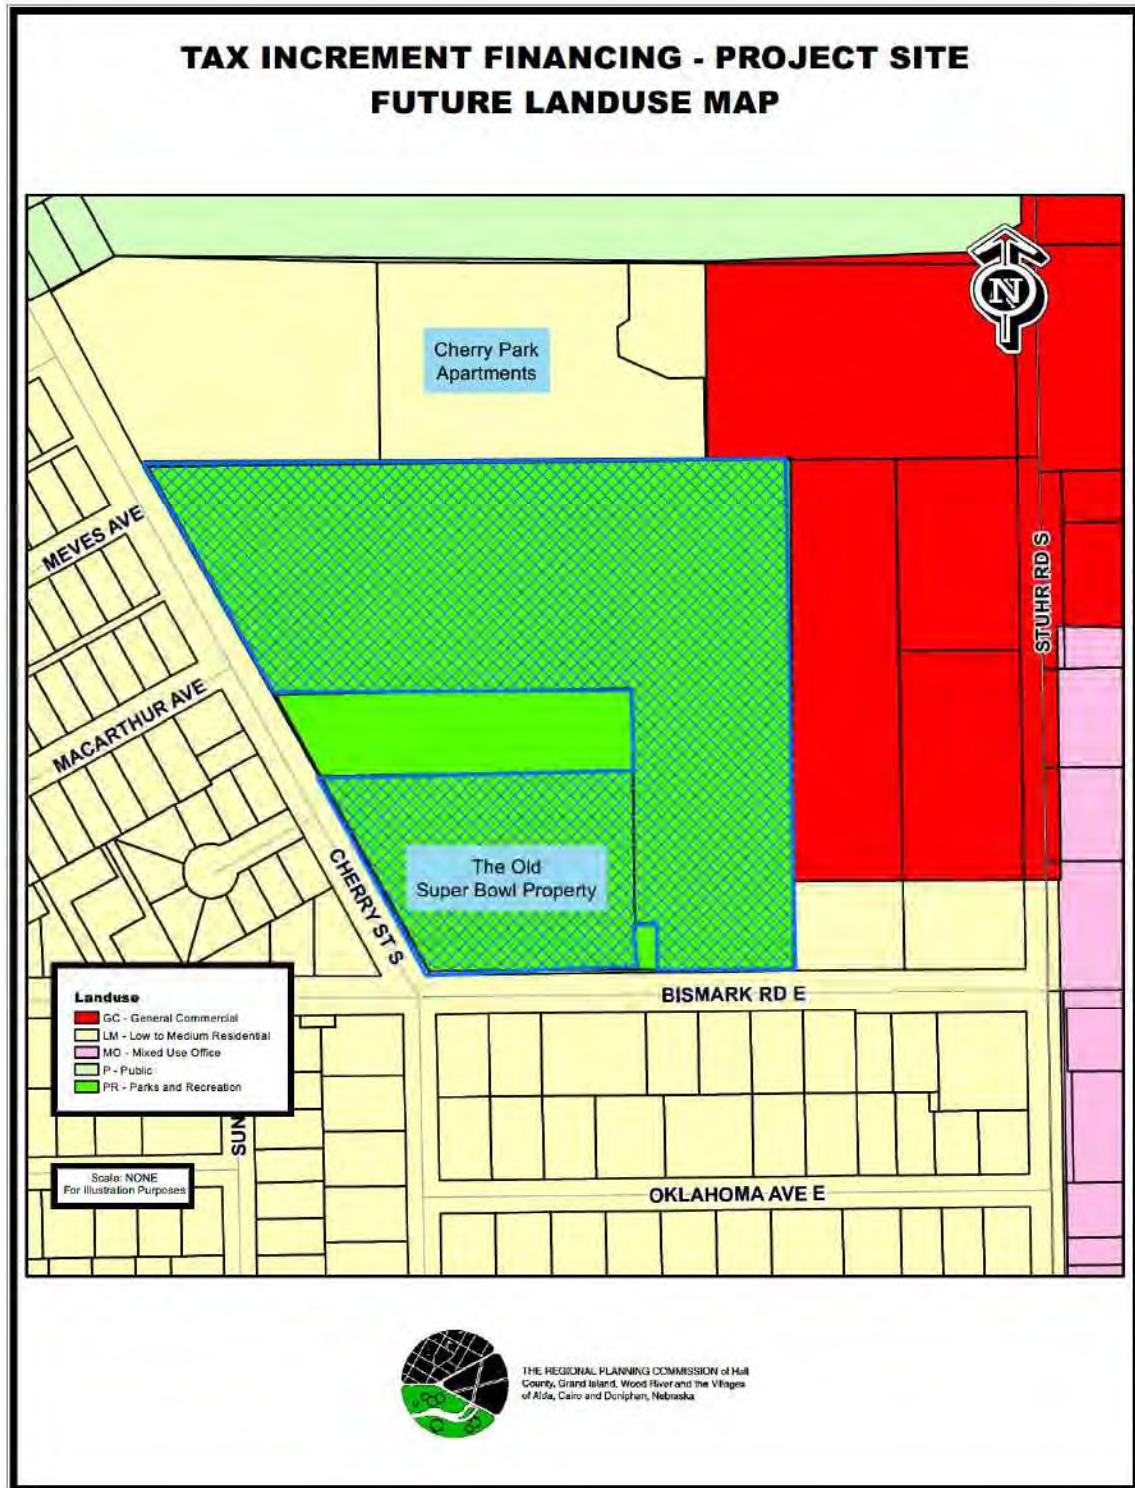 TAX INCREMENT FINANCING - PROJECT SITE
FUTURE LANDUSE MAP
N
Cherry Park
Apartments
MEVES AVE
STUHR RD S
MACARTHUR AVE
CHERRY ST S
The Old
Super Bowl Property
BISMARK RD E
Landuse
GC - General Commercial
LM - Low to Medium Residential
MO - Mixed Use Office
P - Public
PR - Parks and Recreation
SUN
Scale: NONE
For Illustration Purposes
OKLAHOMA AVE E
THE REGIONAL PLANNING COMMISSION of Hall
County, Grand Island, Wood River and the Villages
of Alda, Cairo and Doniphan, Nebraska